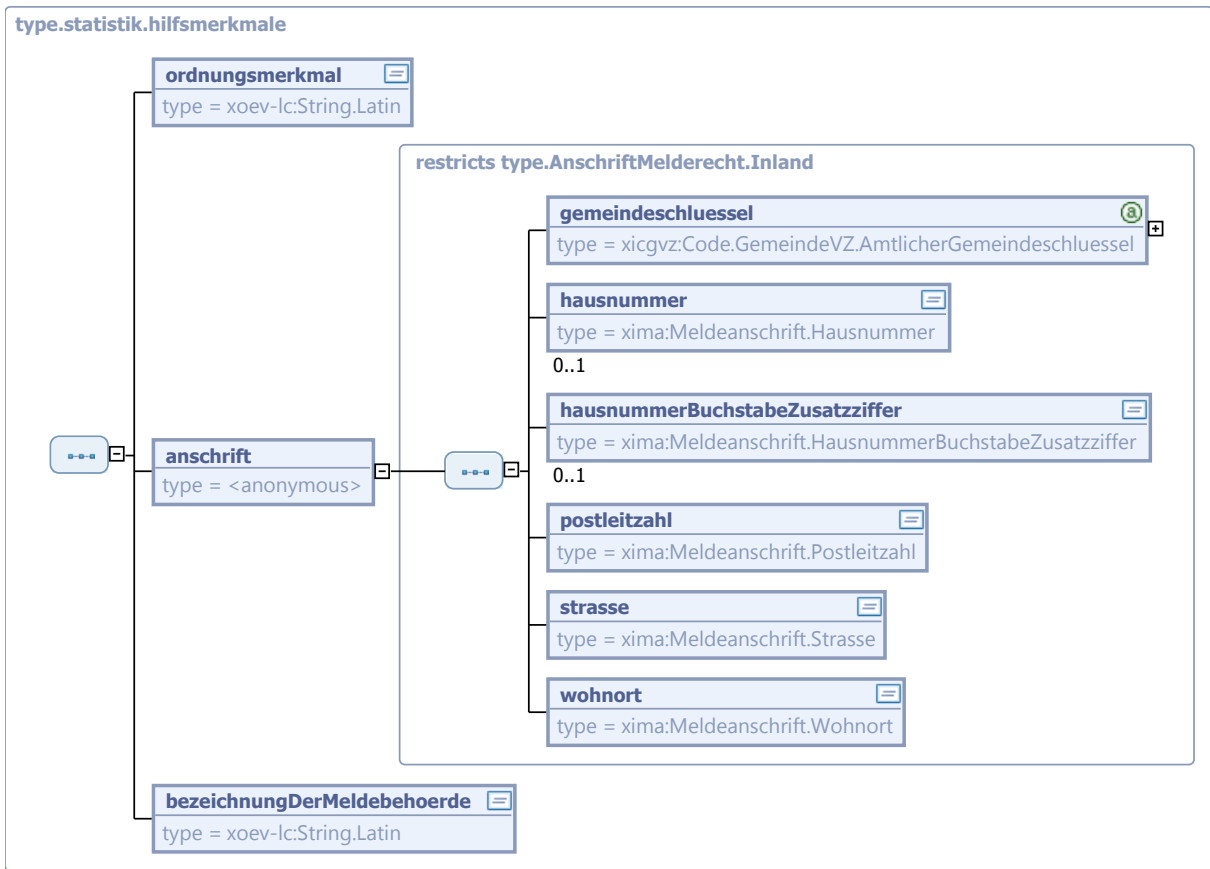 type.statistik.hilfsmerkmale
ordnungsmerkmal
type = xoev-lc:String.Latin
restricts type.AnschriftMelderecht.Inland
gemeindeschluessel
a
type = xicgvz:Code.GemeindeVZ.AmtlicherGemeindeschluessel
hausnummer
type = xima:Meldeanschrift.Hausnummer
0..1
hausnummerBuchstabeZusatzziffer
type = xima:Meldeanschrift.HausnummerBuchstabeZusatzziffer
0..1
anschrift
type = <anonymous>
postleitzahl
type = xima:Meldeanschrift.Postleitzahl
strasse
type = xima:Meldeanschrift.Strasse
wohnort
type = xima:Meldeanschrift.Wohnort
bezeichnungDerMeldebehoerde
type = xoev-lc:String.Latin